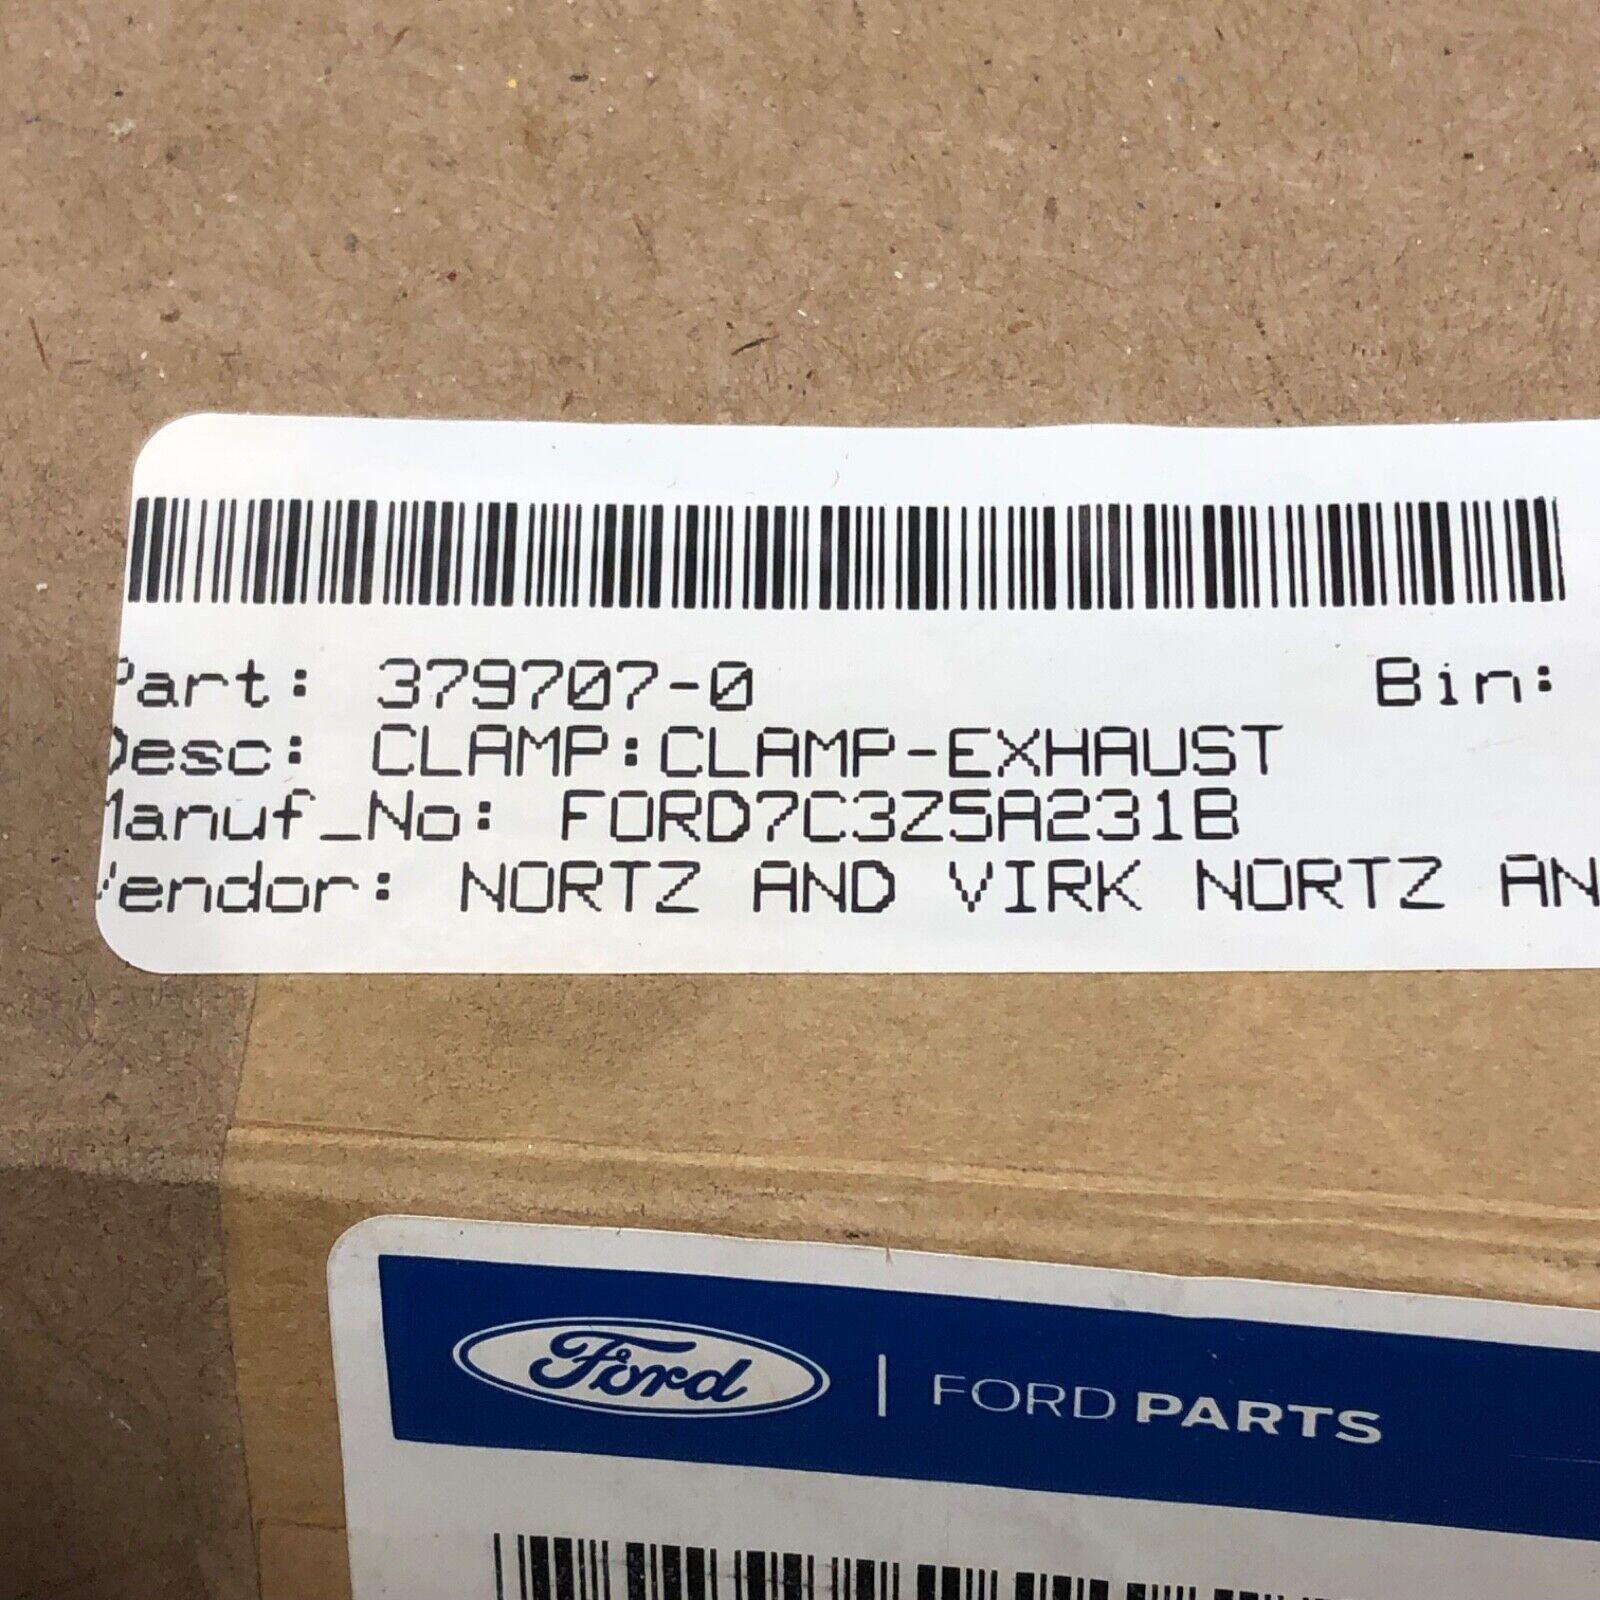 Part: 379707-0 Bin:
Desc: CLAMP:CLAMP-EXHAUST
Manuf_No: FORD7C3Z5A231B
Vendor: NORTZ AND VIRK NORTZ AN
Ford | FORD PARTS